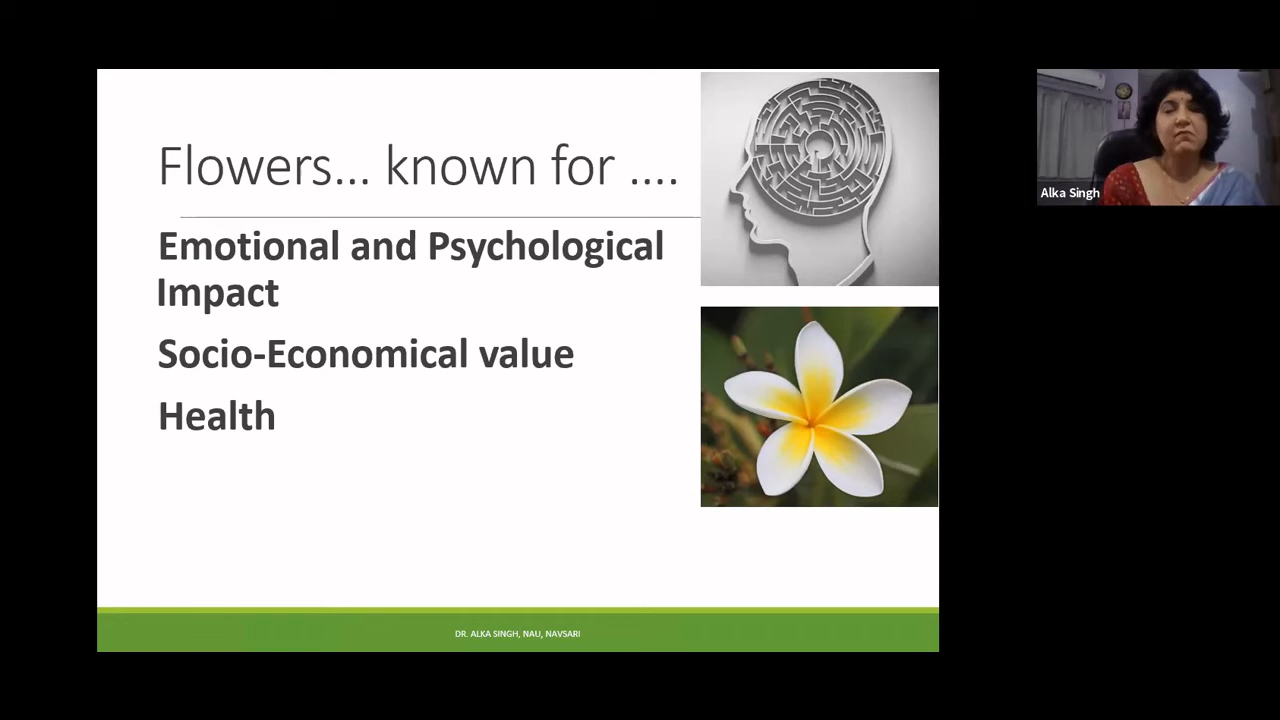 Flowers... known for ....
Emotional and Psychological
Impact
Socio-Economical value
Health
DR. ALKA SINGH, NAU, NAVSARI
Alka Singh